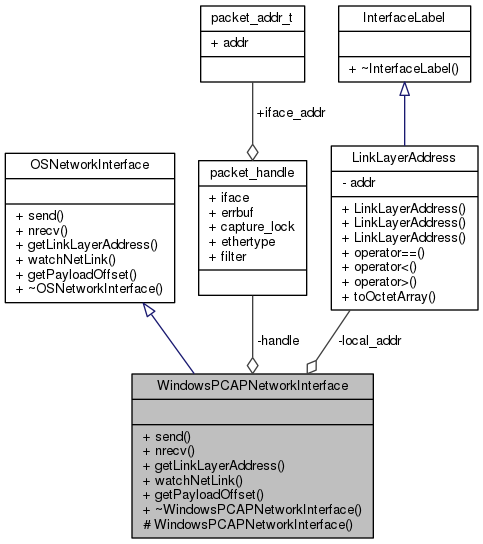 packet_addr_t
+ addr
InterfaceLabel
+ ~InterfaceLabel()
+iface_addr
OSNetworkInterface
+ send()
+ nrecv()
+ getLinkLayerAddress()
+ watchNetLink()
+ getPayloadOffset()
+ ~OSNetworkInterface()
packet_handle
+ iface
+ errbuf
+ capture_lock
+ ethertype
+ filter
LinkLayerAddress
- addr
+ LinkLayerAddress()
+ LinkLayerAddress()
+ LinkLayerAddress()
+ operator==()
+ operator<()
+ operator>()
+ toOctetArray()
-handle
-local_addr
WindowsPCAPNetworkInterface
+ send()
+ nrecv()
+ getLinkLayerAddress()
+ watchNetLink()
+ getPayloadOffset()
+ ~WindowsPCAPNetworkInterface()
# WindowsPCAPNetworkInterface()